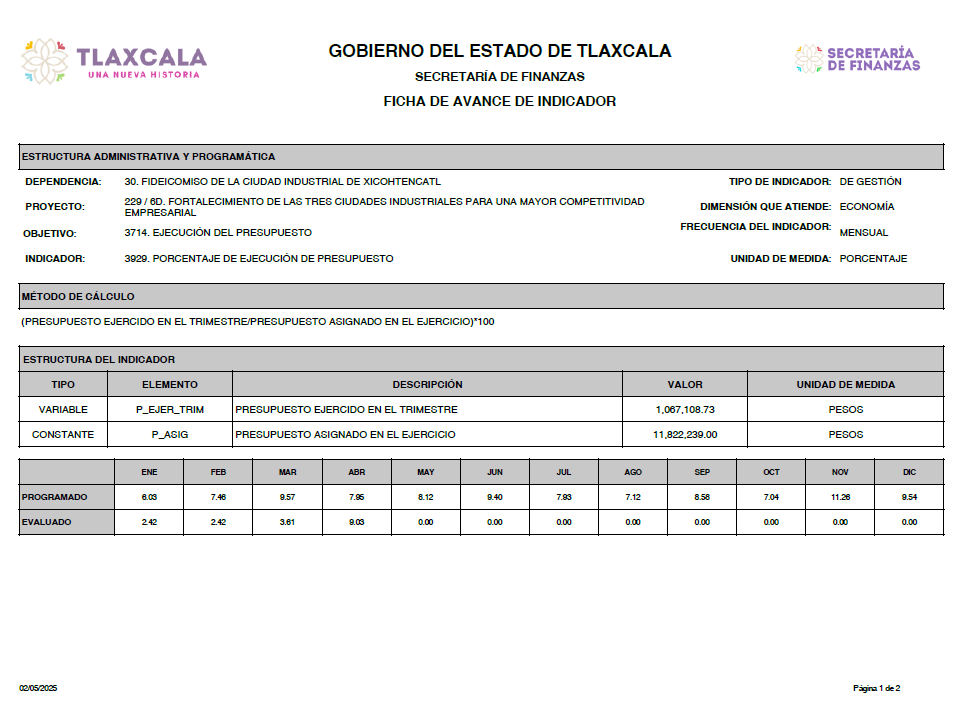 TLAXCALA
UNA NUEVA HISTORIA
GOBIERNO DEL ESTADO DE TLAXCALA
SECRETARÍA DE FINANZAS
FICHA DE AVANCE DE INDICADOR
SECRETARÍA
DE FINANZAS
ESTRUCTURA ADMINISTRATIVA Y PROGRAMÁTICA
DEPENDENCIA: 30. FIDEICOMISO DE LA CIUDAD INDUSTRIAL DE XICOHTENCATL TIPO DE INDICADOR: DE GESTIÓN
PROYECTO: 229 / 6D. FORTALECIMIENTO DE LAS TRES CIUDADES INDUSTRIALES PARA UNA MAYOR COMPETITIVIDAD
EMPRESARIAL DIMENSIÓN QUE ATIENDE: ECONOMÍA
OBJETIVO: 3714. EJECUCIÓN DEL PRESUPUESTO FRECUENCIA DEL INDICADOR: MENSUAL
INDICADOR: 3929. PORCENTAJE DE EJECUCIÓN DE PRESUPUESTO UNIDAD DE MEDIDA: PORCENTAJE
MÉTODO DE CÁLCULO
(PRESUPUESTO EJERCIDO EN EL TRIMESTRE/PRESUPUESTO ASIGNADO EN EL EJERCICIO)*100
ESTRUCTURA DEL INDICADOR
TIPO ELEMENTO DESCRIPCIÓN VALOR UNIDAD DE MEDIDA
VARIABLE P_EJER_TRIM PRESUPUESTO EJERCIDO EN EL TRIMESTRE 1,067,108.73 PESOS
CONSTANTE P_ASIG PRESUPUESTO ASIGNADO EN EL EJERCICIO 11,822,239.00 PESOS
ENE FEB MAR ABR MAY JUN JUL AGO SEP OCT NOV DIC
PROGRAMADO 6.03 7.46 9.57 7.95 8.12 9.40 7.93 7.12 8.58 7.04 11.26 9.54
EVALUADO 2.42 2.42 3.61 9.03 0.00 0.00 0.00 0.00 0.00 0.00 0.00 0.00
02/05/2025 Página 1 de 2